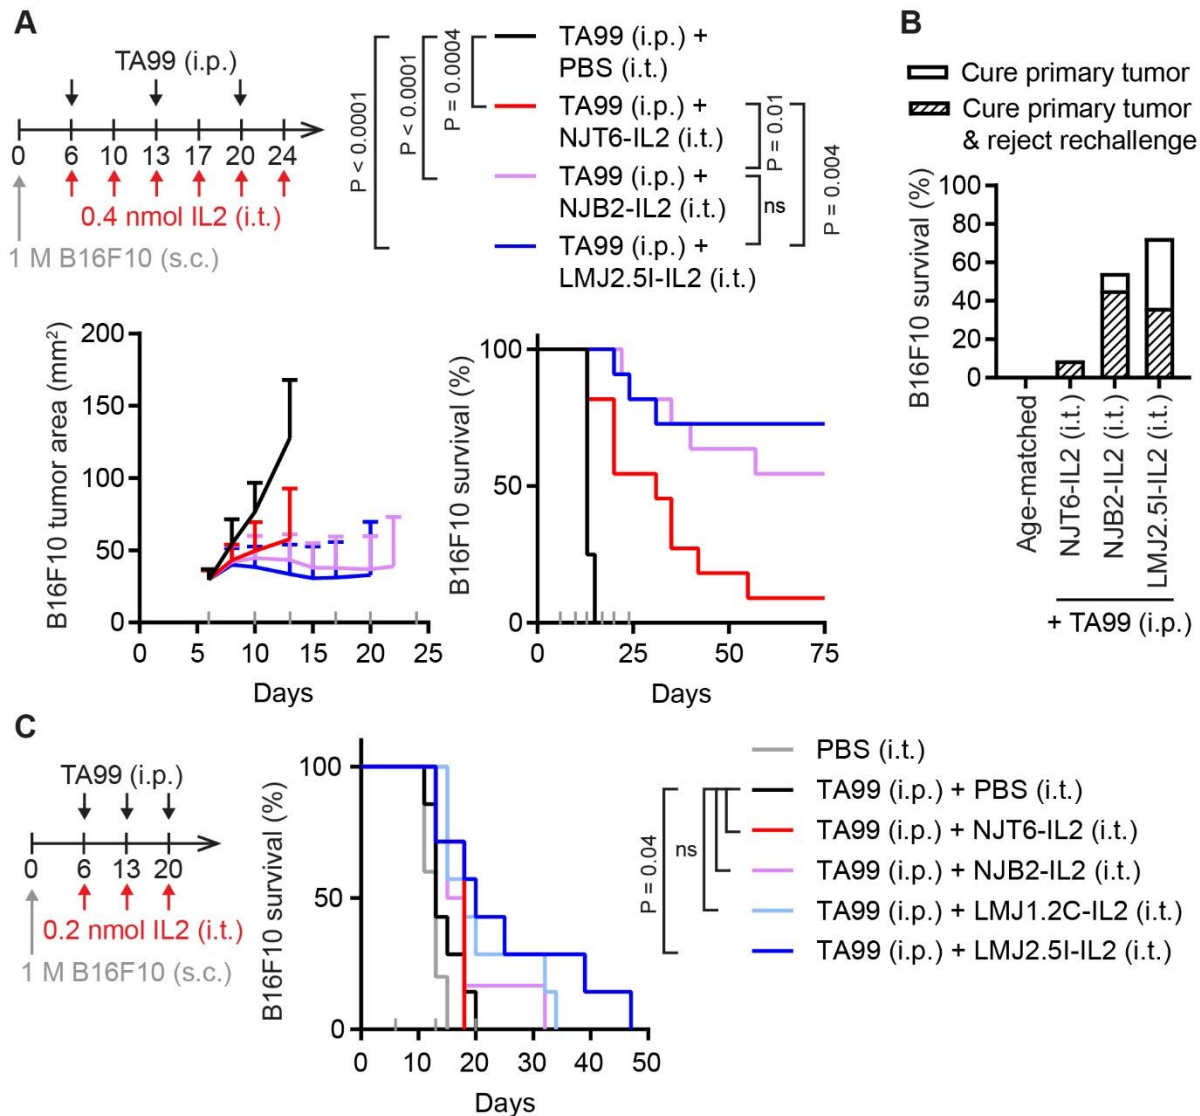 A
TA99 (i.p.)
0 6 10 13 17 20 24
0.4 nmol IL2 (i.t.)
1 M B16F10 (s.c.)
P < 0.0001
P < 0.0001
P = 0.0004
TA99 (i.p.) +
PBS (i.t.)
TA99 (i.p.) +
NJT6-IL2 (i.t.)
TA99 (i.p.) +
NJB2-IL2 (i.t.)
TA99 (i.p.) +
LMJ2.5I-IL2 (i.t.)
P = 0.01
ns
P = 0.004
B16F10 tumor area (mm²)
200
150
100
50
0
0 5 10 15 20 25
Days
B16F10 survival (%)
100
50
0
0 25 50 75
Days
B
Cure primary tumor
Cure primary tumor
& reject rechallenge
B16F10 survival (%)
100
80
60
40
20
0
Age-matched
NJT6-IL2 (i.t.)
NJB2-IL2 (i.t.)
LMJ2.5I-IL2 (i.t.)
+ TA99 (i.p.)
C
TA99 (i.p.)
0 6 13 20
0.2 nmol IL2 (i.t.)
1 M B16F10 (s.c.)
B16F10 survival (%)
100
50
0
0 10 20 30 40 50
Days
P = 0.04
ns
PBS (i.t.)
TA99 (i.p.) + PBS (i.t.)
TA99 (i.p.) + NJT6-IL2 (i.t.)
TA99 (i.p.) + NJB2-IL2 (i.t.)
TA99 (i.p.) + LMJ1.2C-IL2 (i.t.)
TA99 (i.p.) + LMJ2.5I-IL2 (i.t.)